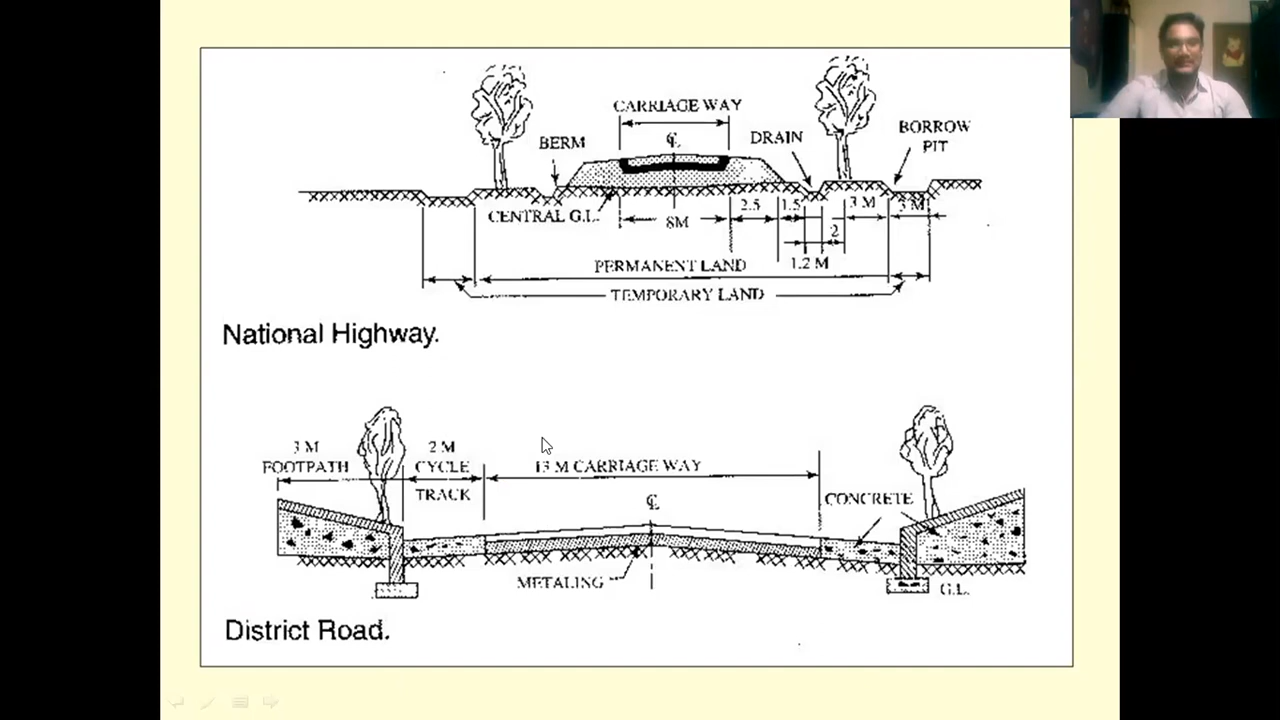 CARRIAGE WAY
℄
BERM
DRAIN
BORROW
PIT
CENTRAL G.L.
8M
2.5
1.5
3 M
3 M
2
1.2 M
PERMANENT LAND
TEMPORARY LAND
National Highway.
3 M
FOOTPATH
2 M
CYCLE
TRACK
13 M CARRIAGE WAY
℄
CONCRETE
METALING
G.L.
District Road.